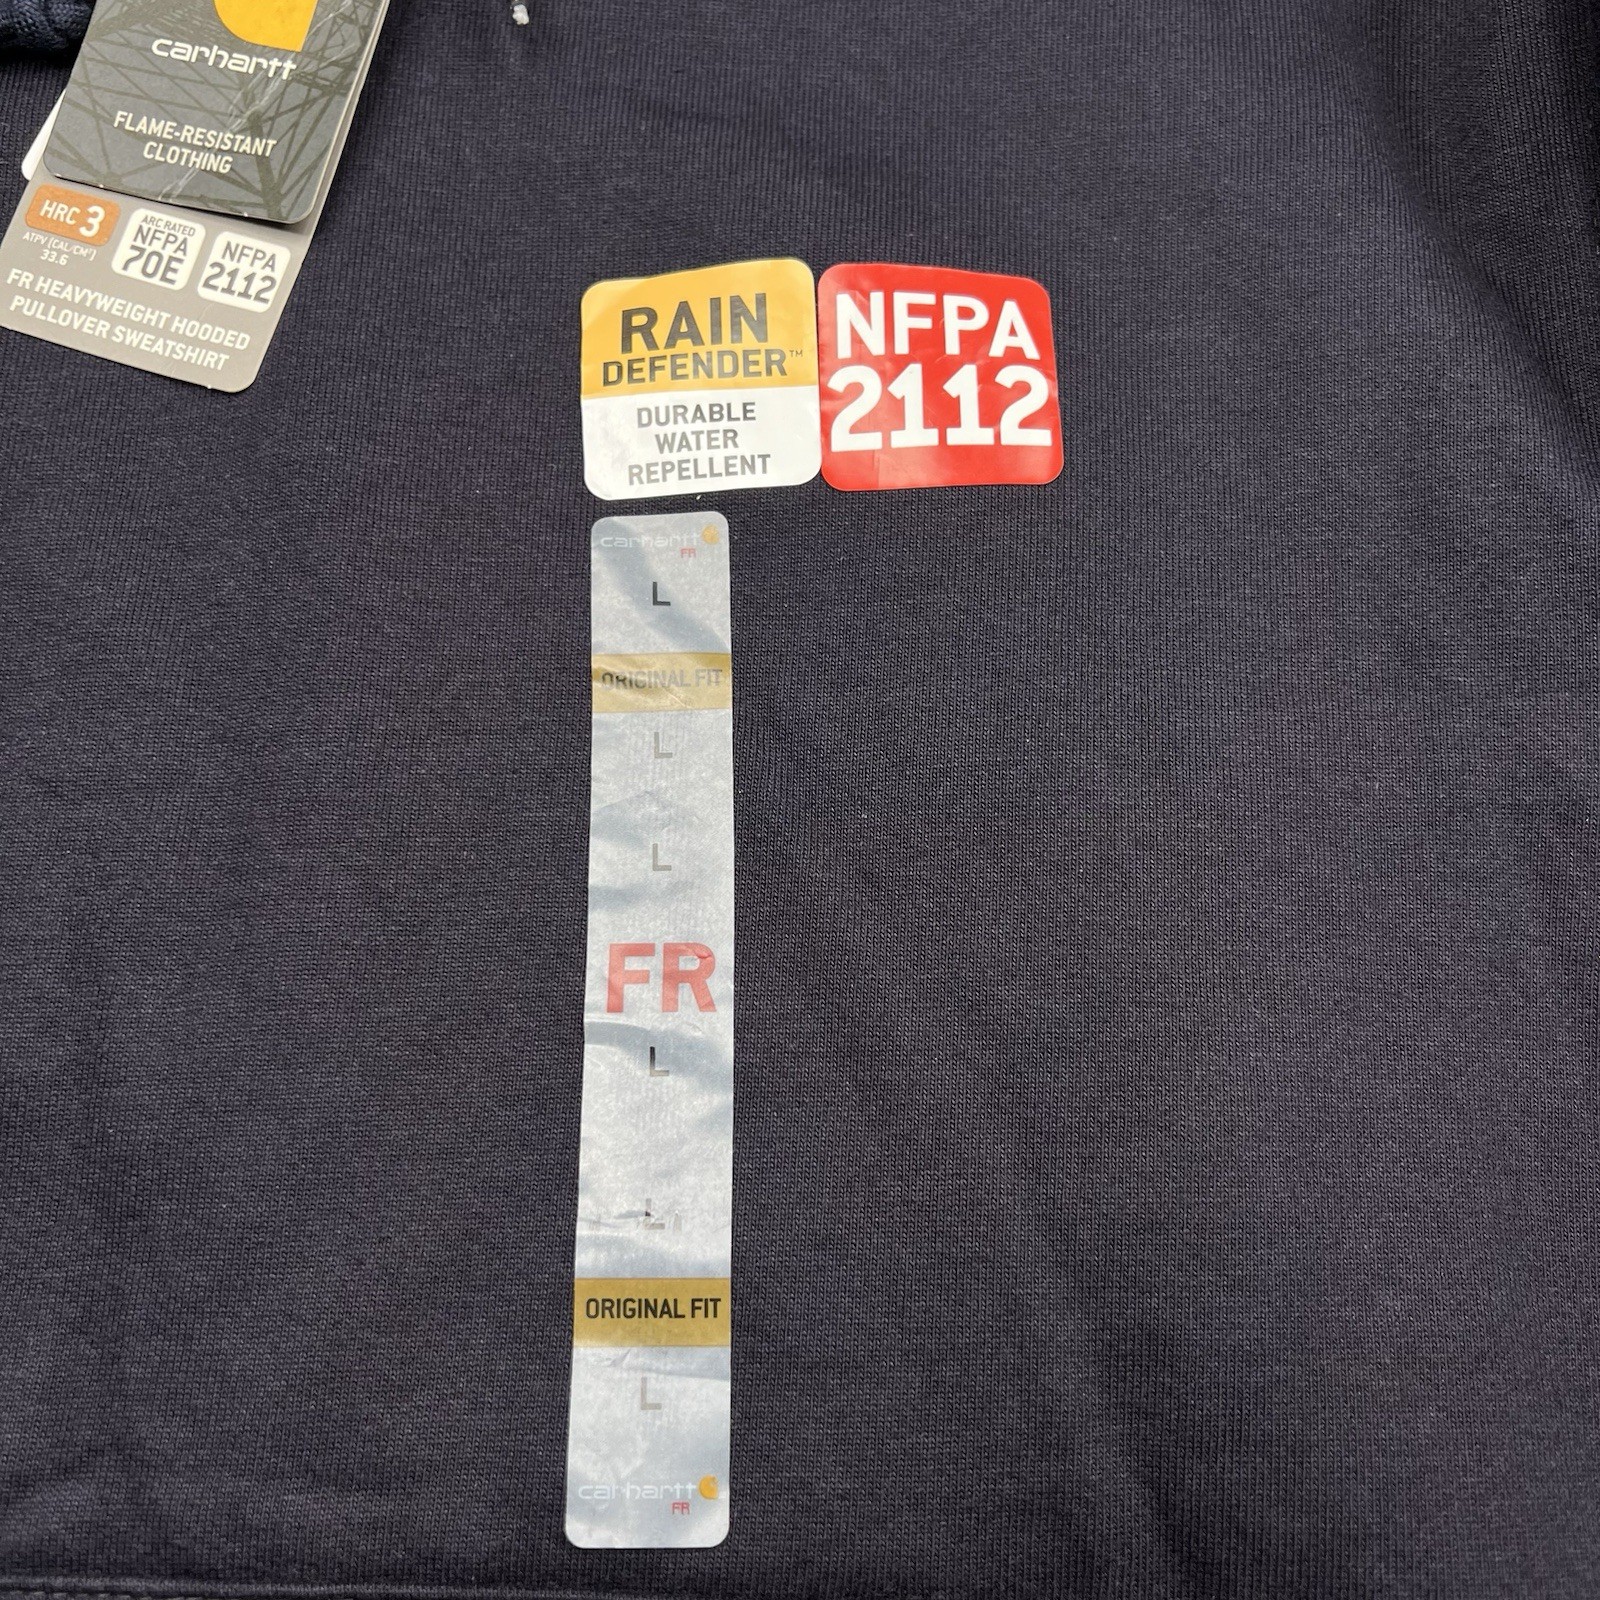 carhartt
FLAME-RESISTANT
CLOTHING
HRC 3
ATPV (CAL/CM²)
33.6
ARC RATED
NFPA
70E
NFPA
2112
FR HEAVYWEIGHT HOODED
PULLOVER SWEATSHIRT
RAIN
DEFENDER™
DURABLE
WATER
REPELLENT
NFPA
2112
carhartt
FR
L
ORIGINAL FIT
L
L
FR
L
L
ORIGINAL FIT
L
carhartt
FR